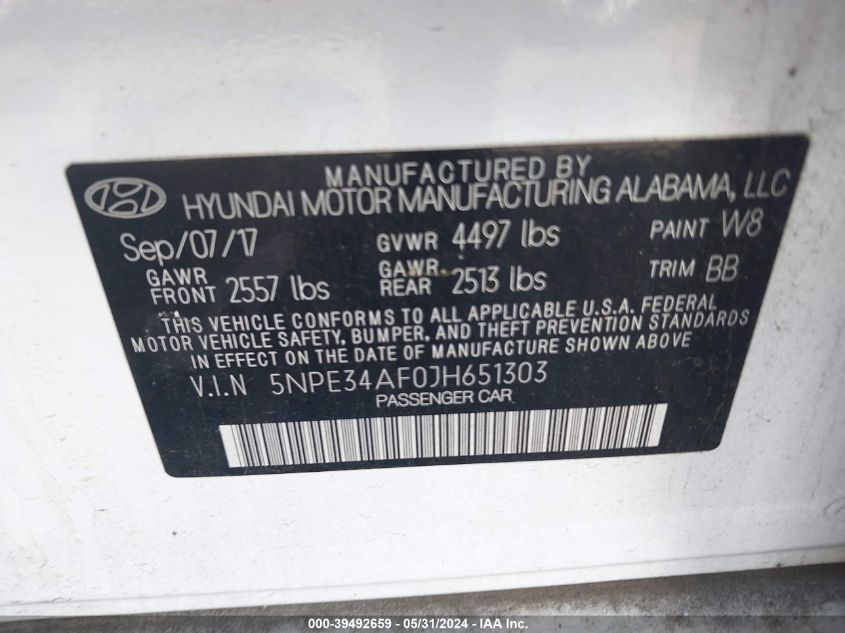 MANUFACTURED BY
HYUNDAI MOTOR MANUFACTURING ALABAMA, LLC
Sep/07/17 GVWR 4497 lbs PAINT W8
GAWR FRONT 2557 lbs GAWR REAR 2513 lbs TRIM BB
THIS VEHICLE CONFORMS TO ALL APPLICABLE U.S.A. FEDERAL
MOTOR VEHICLE SAFETY, BUMPER, AND THEFT PREVENTION STANDARDS
IN EFFECT ON THE DATE OF MANUFACTURE SHOWN ABOVE
V.I.N 5NPE34AF0JH651303
PASSENGER CAR
000-39492659 - 05/31/2024 - IAAI Inc.